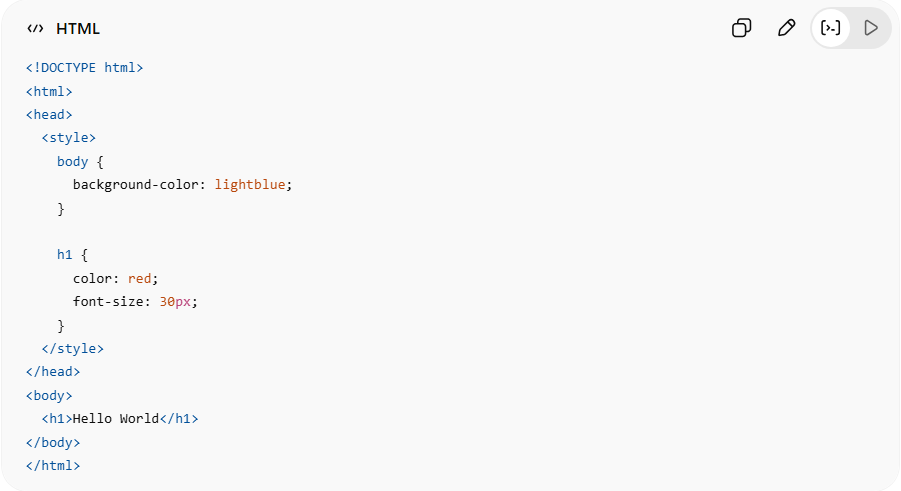 HTML
<!DOCTYPE html>
<html>
<head>
  <style>
    body {
      background-color: lightblue;
    }

    h1 {
      color: red;
      font-size: 30px;
    }
  </style>
</head>
<body>
  <h1>Hello World</h1>
</body>
</html>